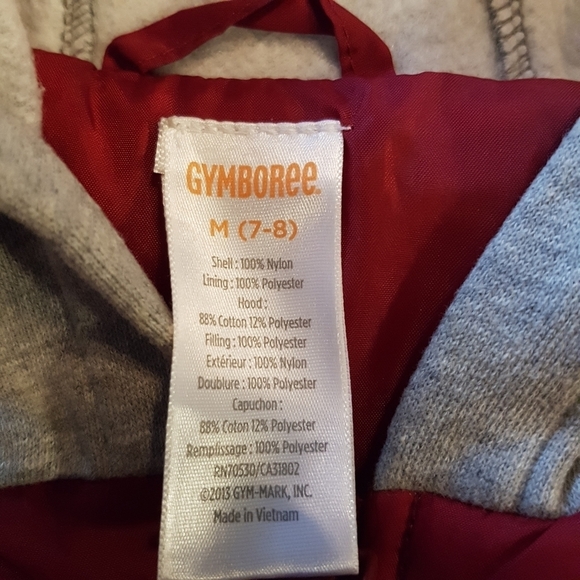 GYMBOREE.
M (7-8)
Shell : 100% Nylon
Lining : 100% Polyester
Hood :
88% Cotton 12% Polyester
Filling : 100% Polyester
Extérieur : 100% Nylon
Doublure : 100% Polyester
Capuchon :
88% Coton 12% Polyester
Remplissage : 100% Polyester
RN70530/CA31802
©2013 GYM-MARK, INC.
Made in Vietnam